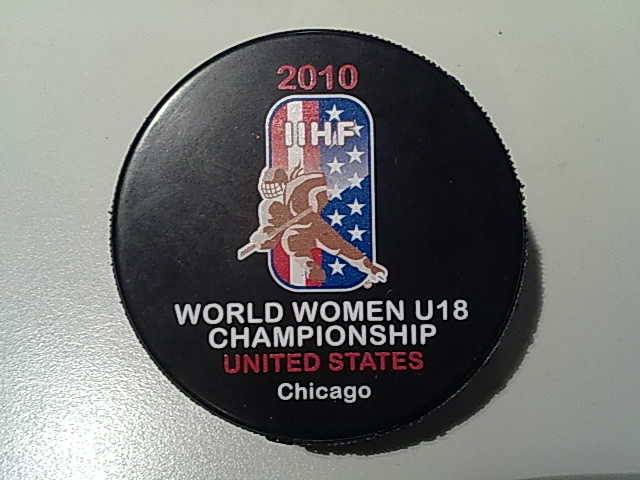 2010
IIHF
WORLD WOMEN U18
CHAMPIONSHIP
UNITED STATES
Chicago